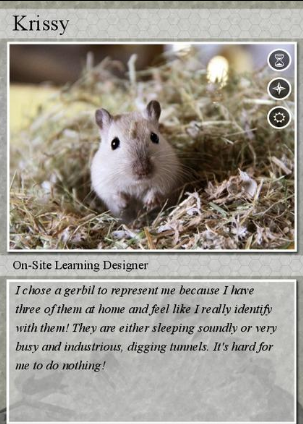 Krissy
On-Site Learning Designer
I chose a gerbil to represent me because I have
three of them at home and feel like I really identify
with them! They are either sleeping soundly or very
busy and industrious, digging tunnels. It's hard for
me to do nothing!